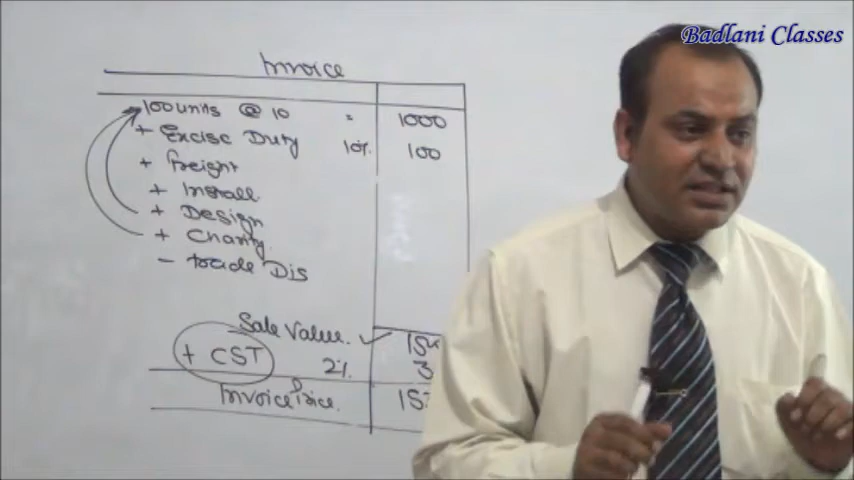 Badlani Classes
Invoice
100 units @ 10 = 1000
+ Excise Duty 10% 100
+ freight
+ Install
+ Design
+ Charity
- trade Dis
Sale Value.
+ CST 2% 3
Invoice Price.